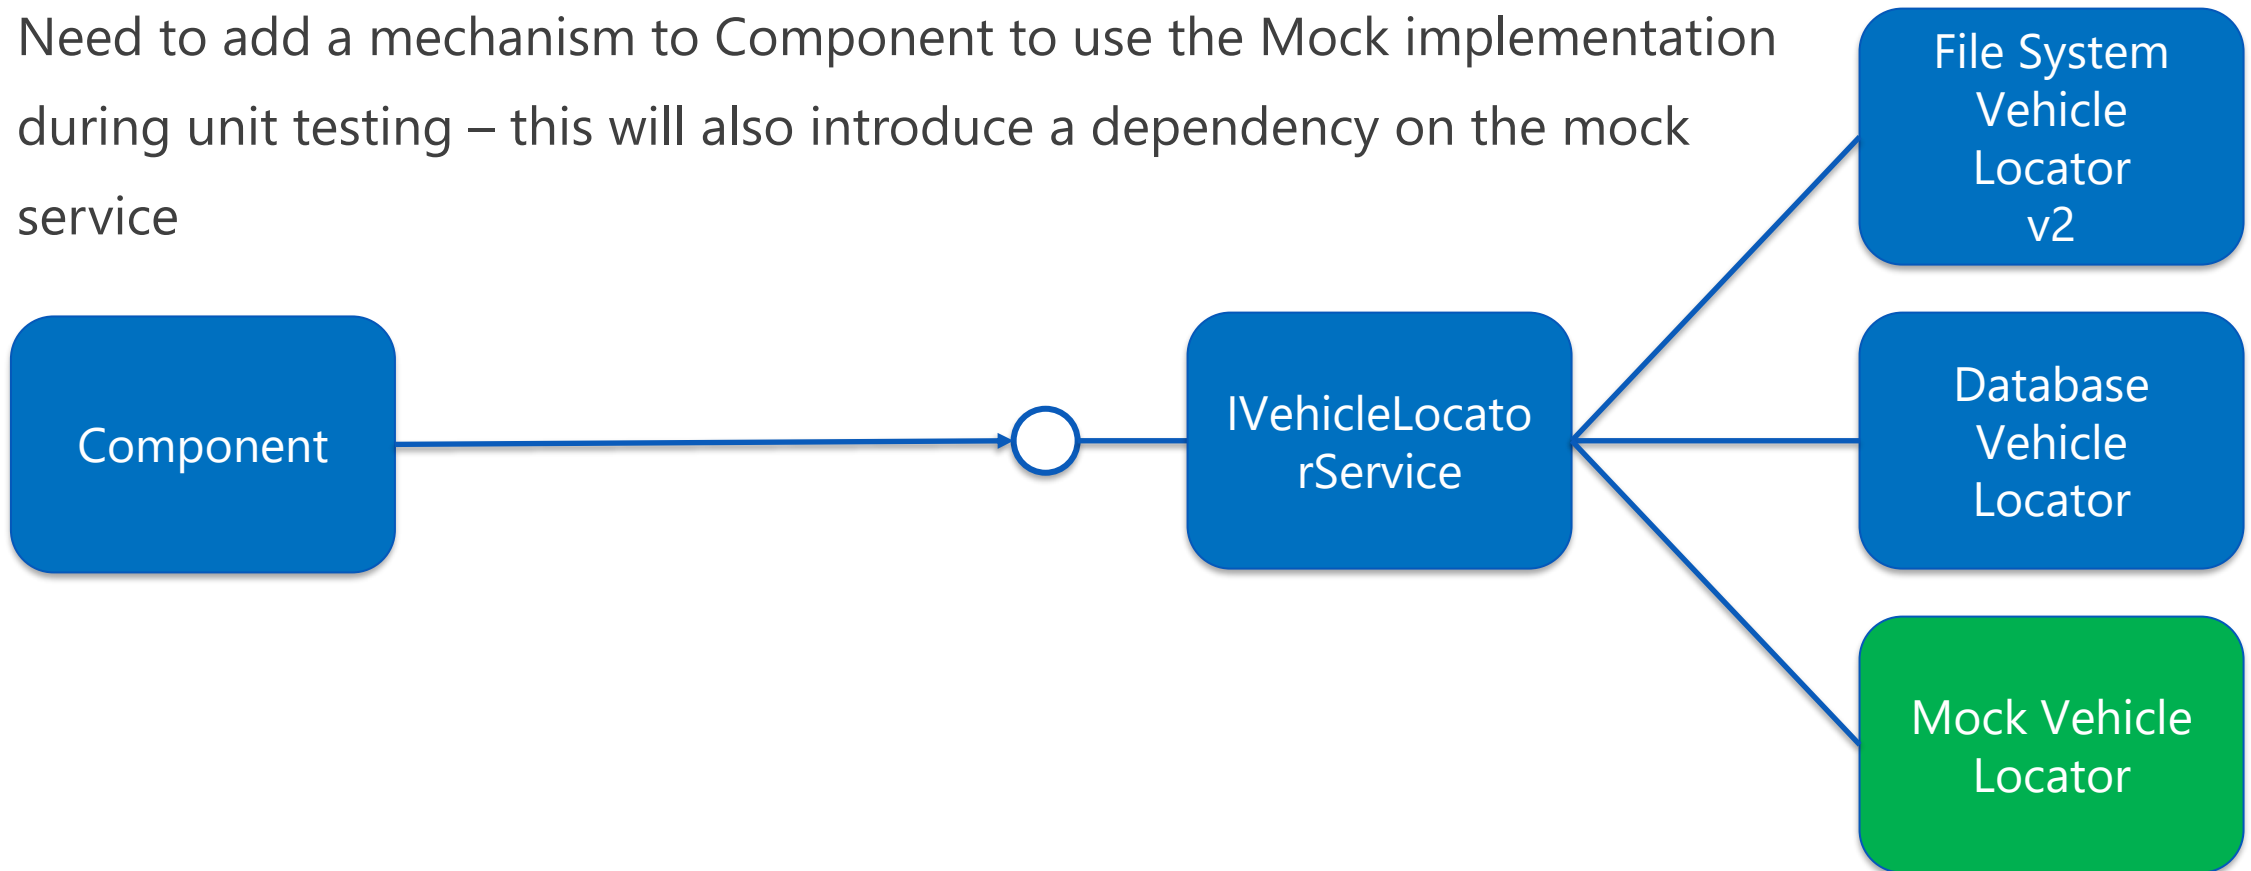 Need to add a mechanism to Component to use the Mock implementation
during unit testing – this will also introduce a dependency on the mock
service
File System
Vehicle
Locator
v2
Component
IVehicleLocato
rService
Database
Vehicle
Locator
Mock Vehicle
Locator